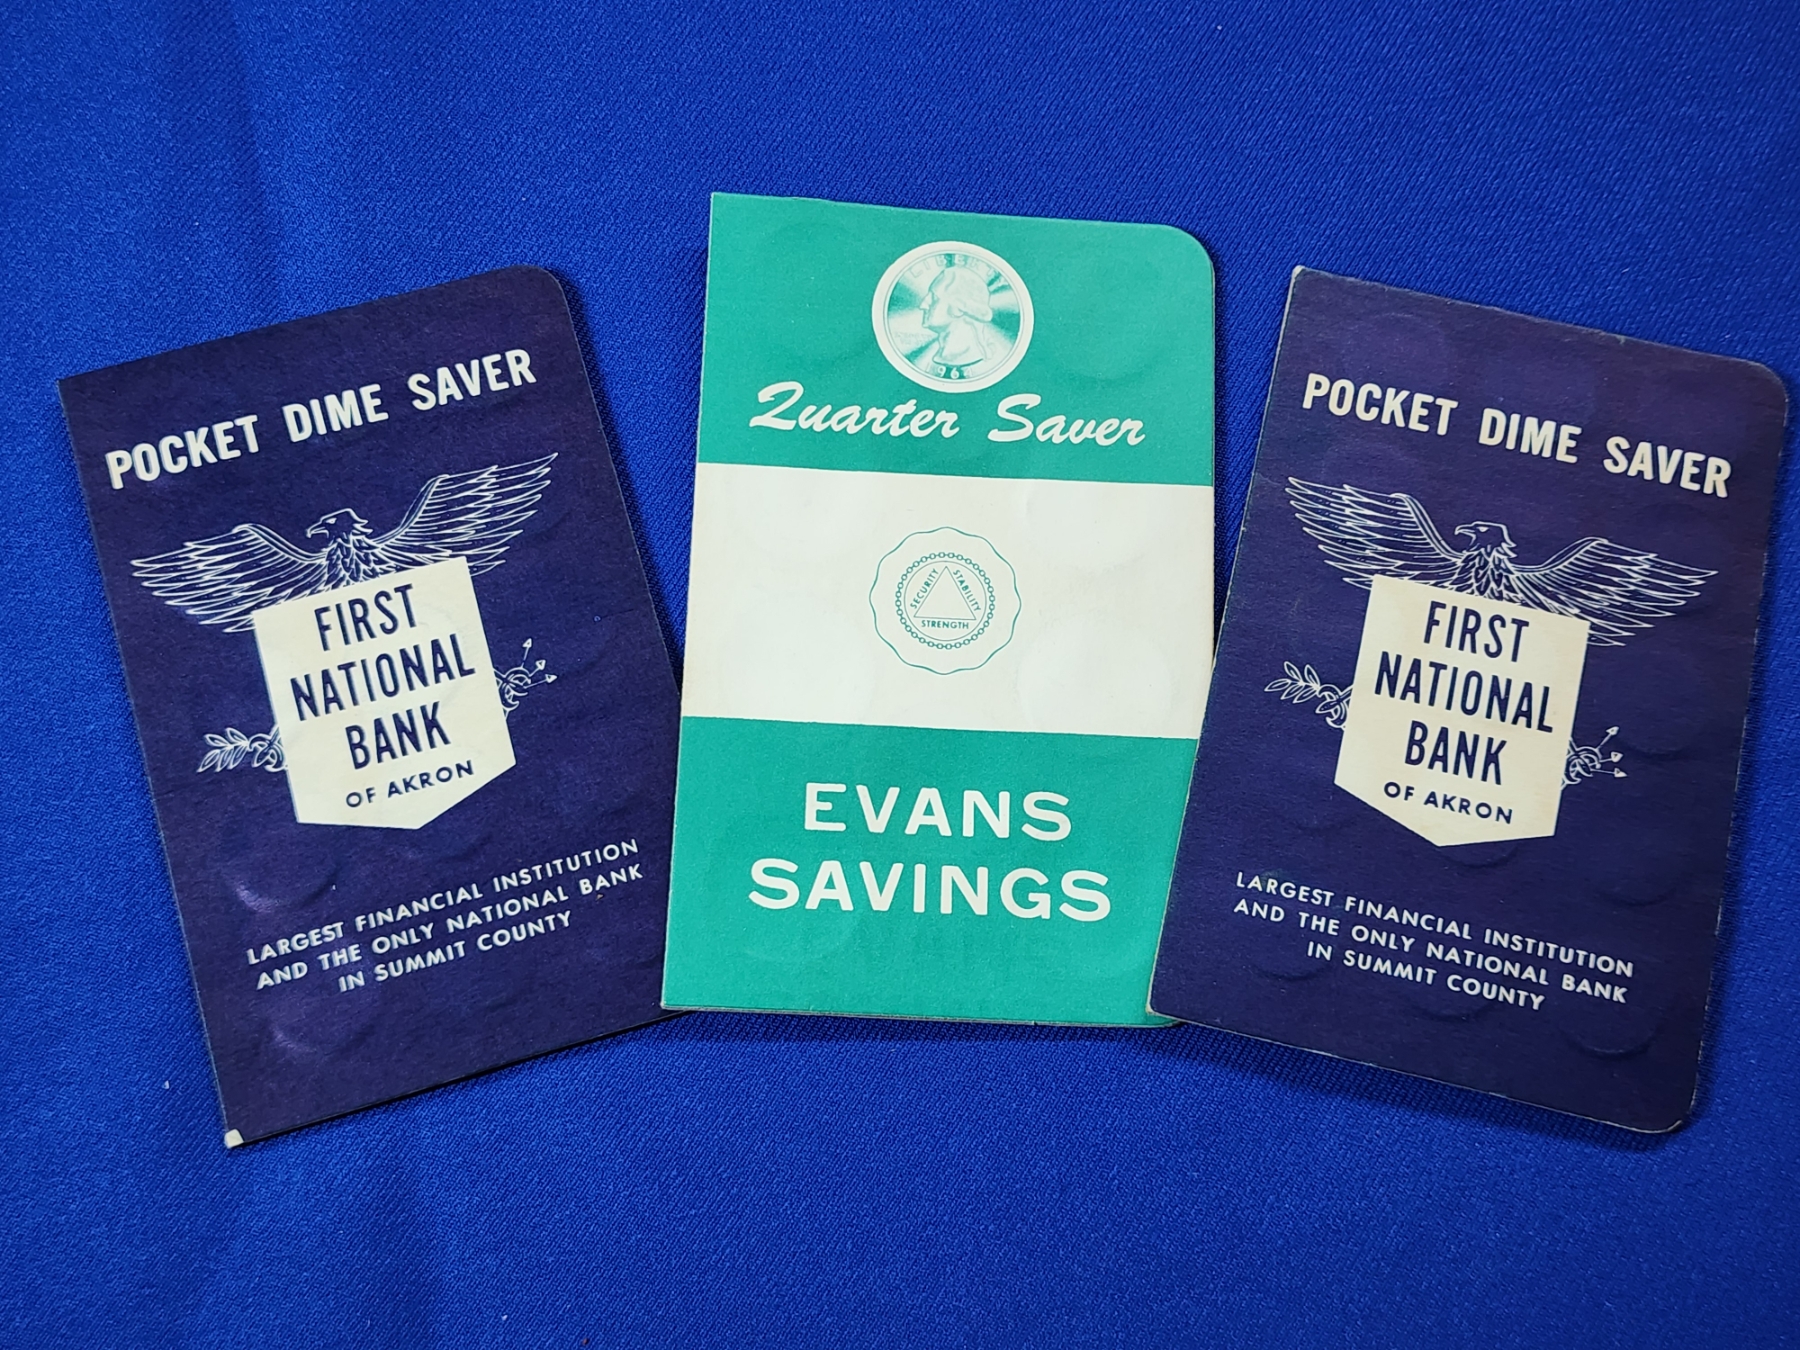 POCKET DIME SAVER
FIRST
NATIONAL
BANK
OF AKRON
LARGEST FINANCIAL INSTITUTION
AND THE ONLY NATIONAL BANK
IN SUMMIT COUNTY
LIBERTY
Quarter Saver
SECURITY
STABILITY
STRENGTH
EVANS
SAVINGS
POCKET DIME SAVER
FIRST
NATIONAL
BANK
OF AKRON
LARGEST FINANCIAL INSTITUTION
AND THE ONLY NATIONAL BANK
IN SUMMIT COUNTY